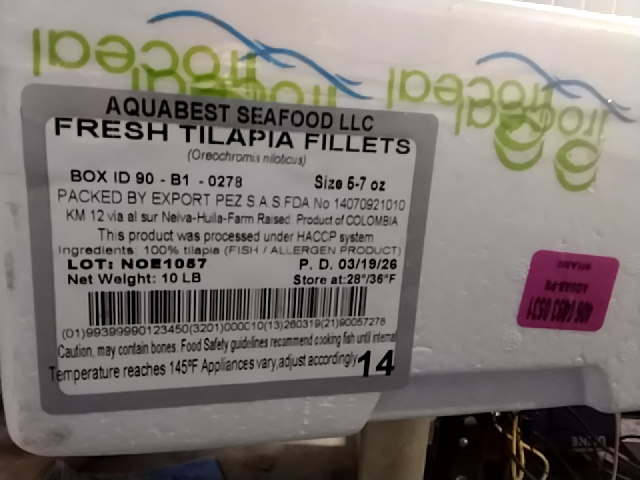 AQUABEST SEAFOOD LLC
FRESH TILAPIA FILLETS
(Oreochromis niloticus)
BOX ID 90 - B1 - 0278 Size 5-7 oz
PACKED BY EXPORT PEZ S A S FDA No 14070921010
KM 12 via al sur Neiva-Huila-Farm Raised Product of COLOMBIA
This product was processed under HACCP system
Ingredients 100% tilapia (FISH / ALLERGEN PRODUCT)
LOT: NOE1057 P. D. 03/19/26
Net Weight: 10 LB Store at:28°/36°F
(01)99399990123450(3201)000010(13)260319(21)90057278
Caution, may contain bones. Food Safety guidelines recommend cooking fish until internal
Temperature reaches 145ºF Appliances vary,adjust accordingly 14